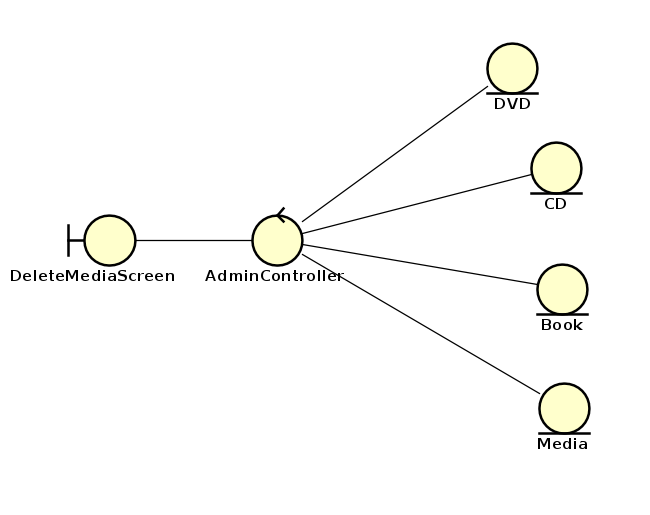 DVD
CD
DeleteMediaScreen
AdminController
Book
Media